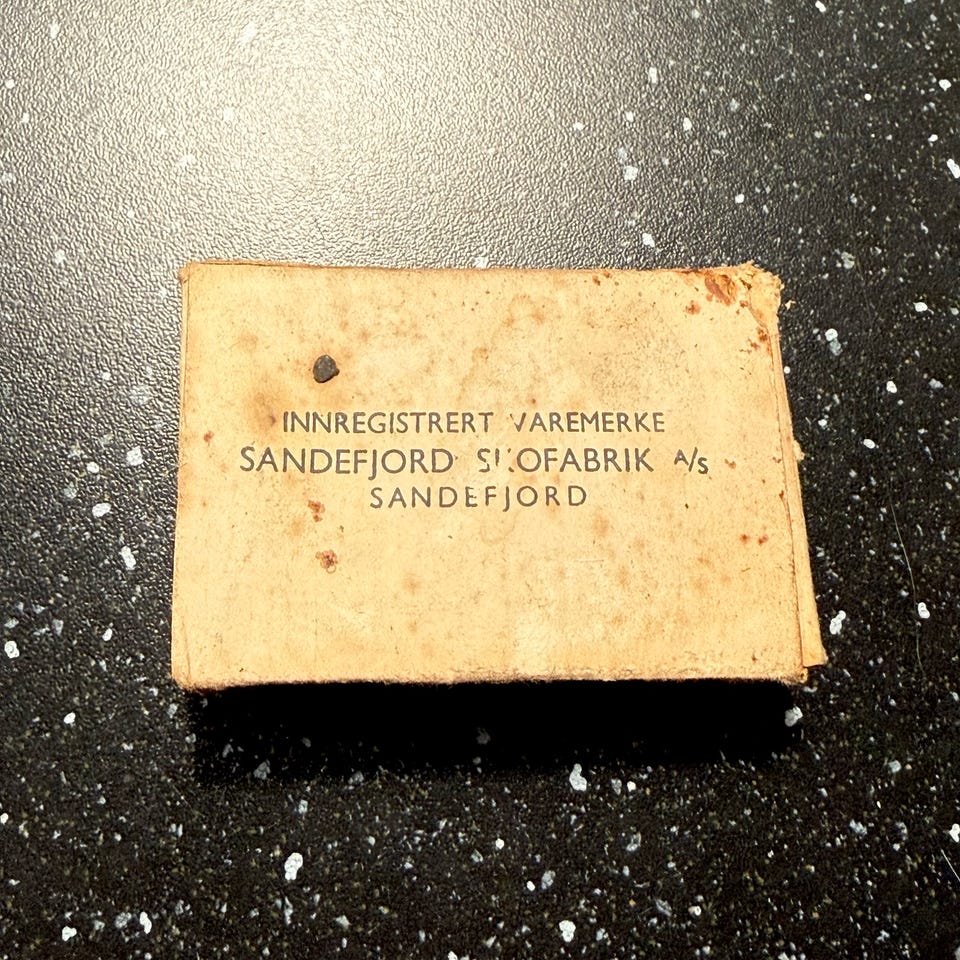 INNREGISTRERT VAREMERKE
SANDEFJORD SKOFABRIK A/S
SANDEFJORD